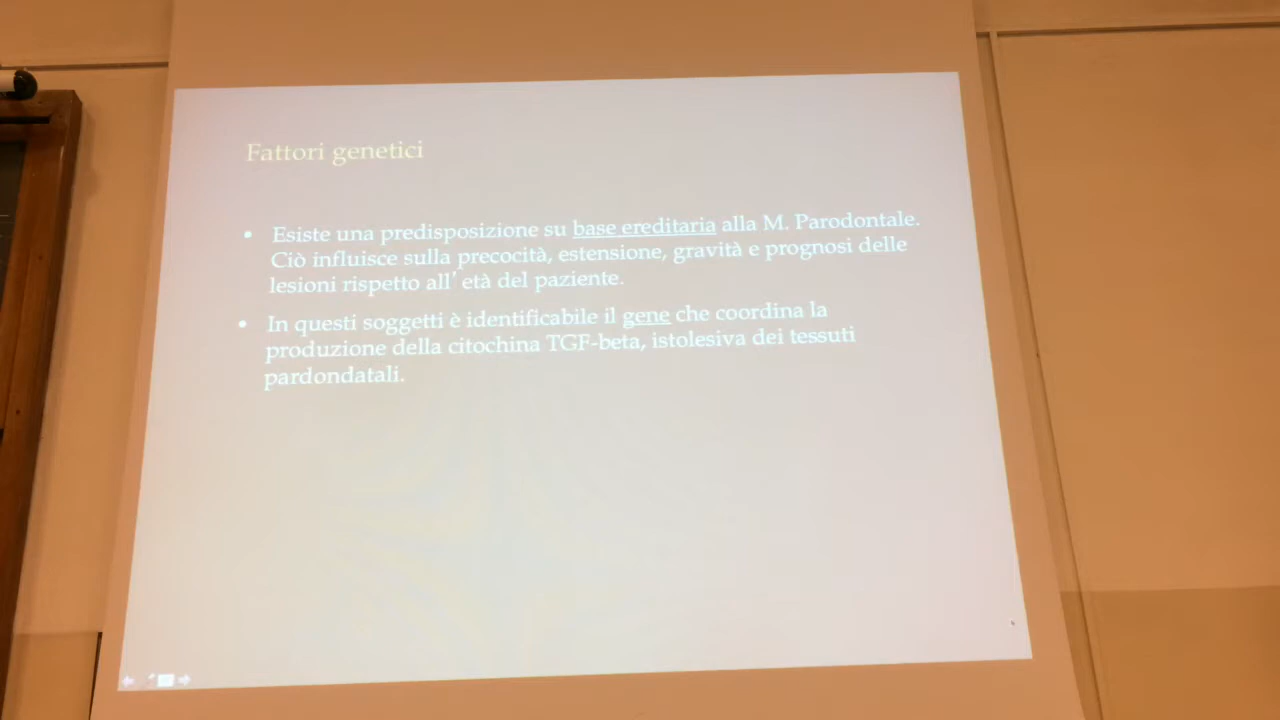 Fattori genetici
• Esiste una predisposizione su base ereditaria alla M. Parodontale.
Ciò influisce sulla precocità, estensione, gravità e prognosi delle
lesioni rispetto all' età del paziente.
• In questi soggetti è identificabile il gene che coordina la
produzione della citochina TGF-beta, istolesiva dei tessuti
pardondatali.